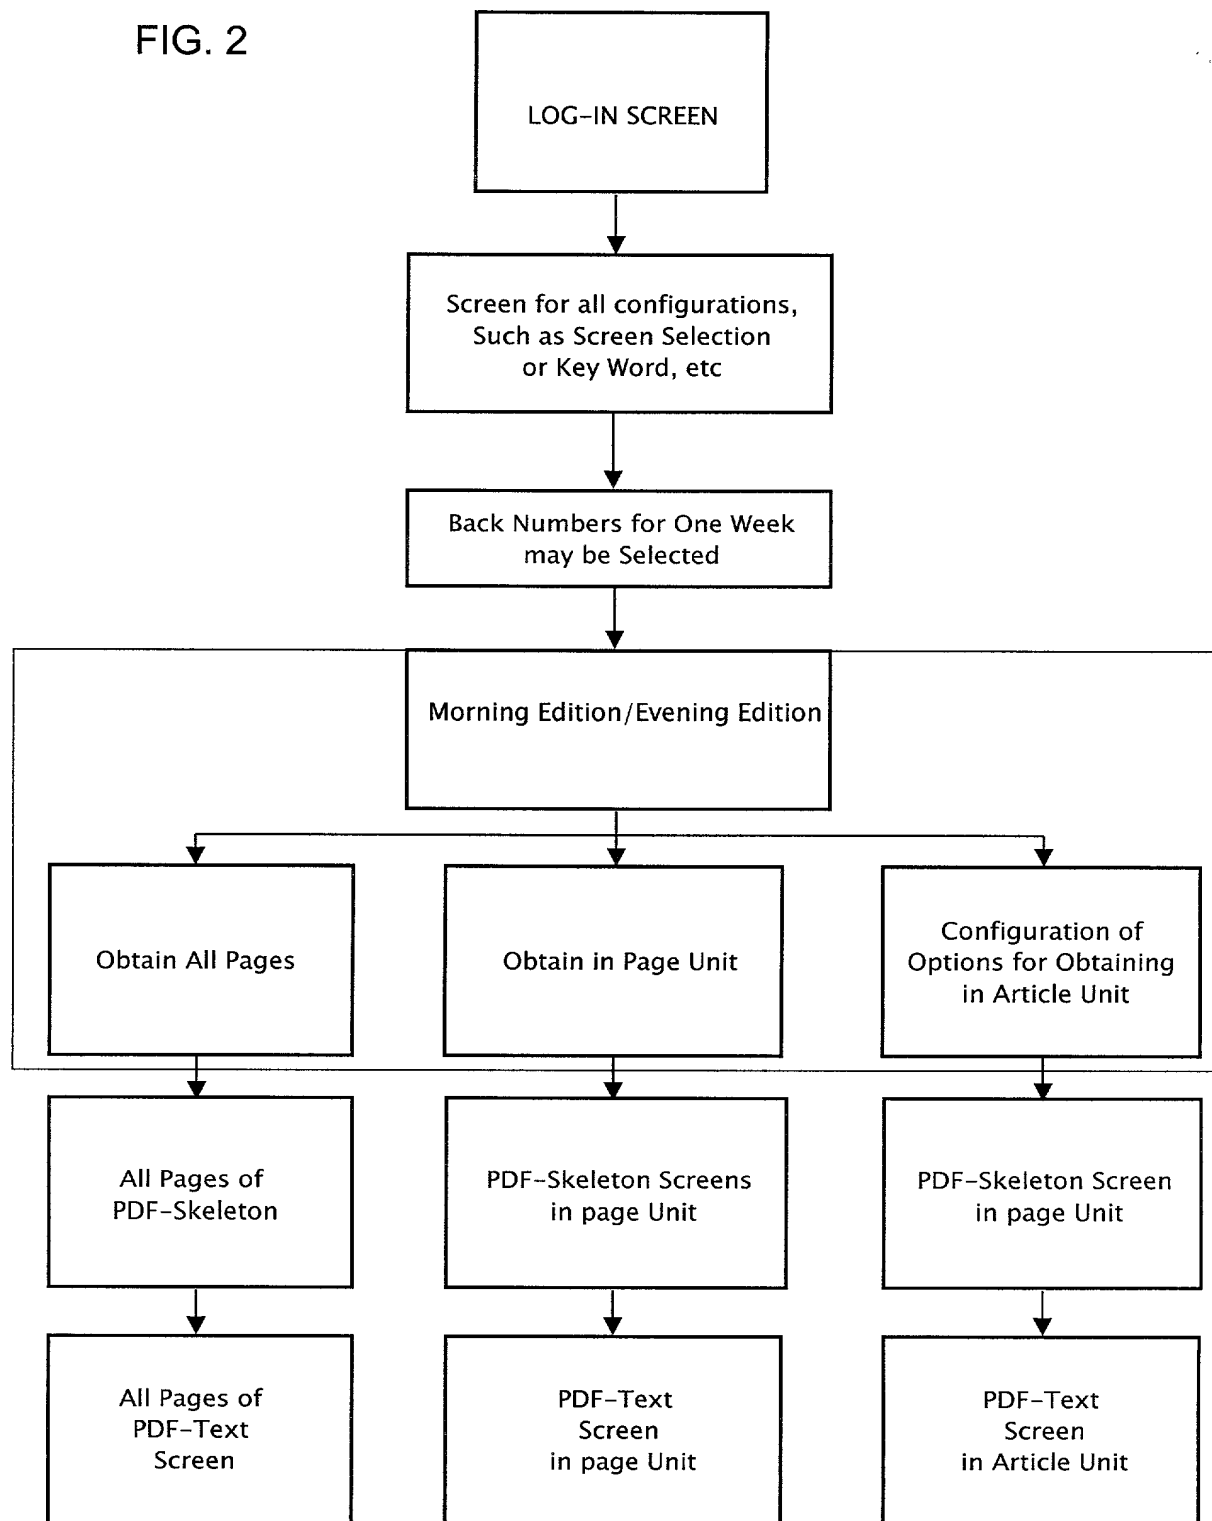 FIG. 2
LOG-IN SCREEN
Screen for all configurations,
Such as Screen Selection
or Key Word, etc
Back Numbers for One Week
may be Selected
Morning Edition/Evening Edition
Obtain All Pages
Obtain in Page Unit
Configuration of
Options for Obtaining
in Article Unit
All Pages of
PDF-Skeleton
PDF-Skeleton Screens
in page Unit
PDF-Skeleton Screen
in page Unit
All Pages of
PDF-Text
Screen
PDF-Text
Screen
in page Unit
PDF-Text
Screen
in Article Unit